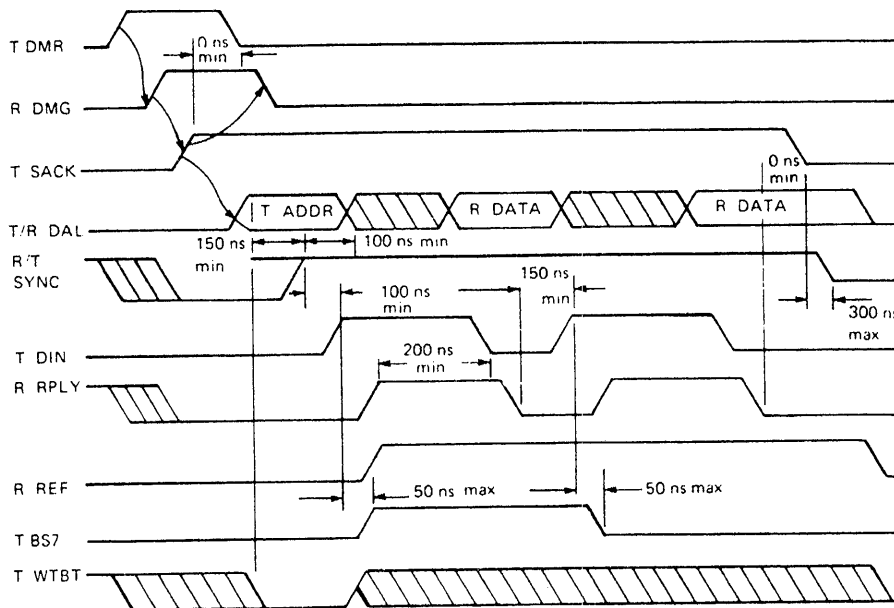 T DMR
0 ns
min
R DMG
T SACK
0 ns
min
T/R DAL
T ADDR
R DATA
R DATA
150 ns
min
100 ns min
R/T
SYNC
100 ns
min
150 ns
min
300 ns
max
T DIN
200 ns
min
R RPLY
R REF
50 ns max
50 ns max
T BS7
T WTBT